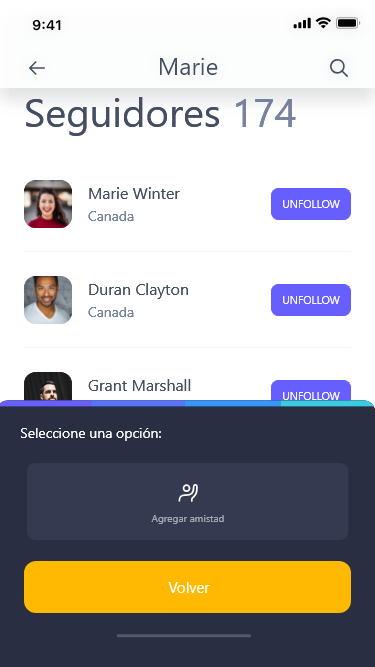 9:41
Marie
Seguidores 174
Marie Winter
Canada
UNFOLLOW
Duran Clayton
Canada
UNFOLLOW
Grant Marshall
UNFOLLOW
Seleccione una opción:
Agregar amistad
Volver